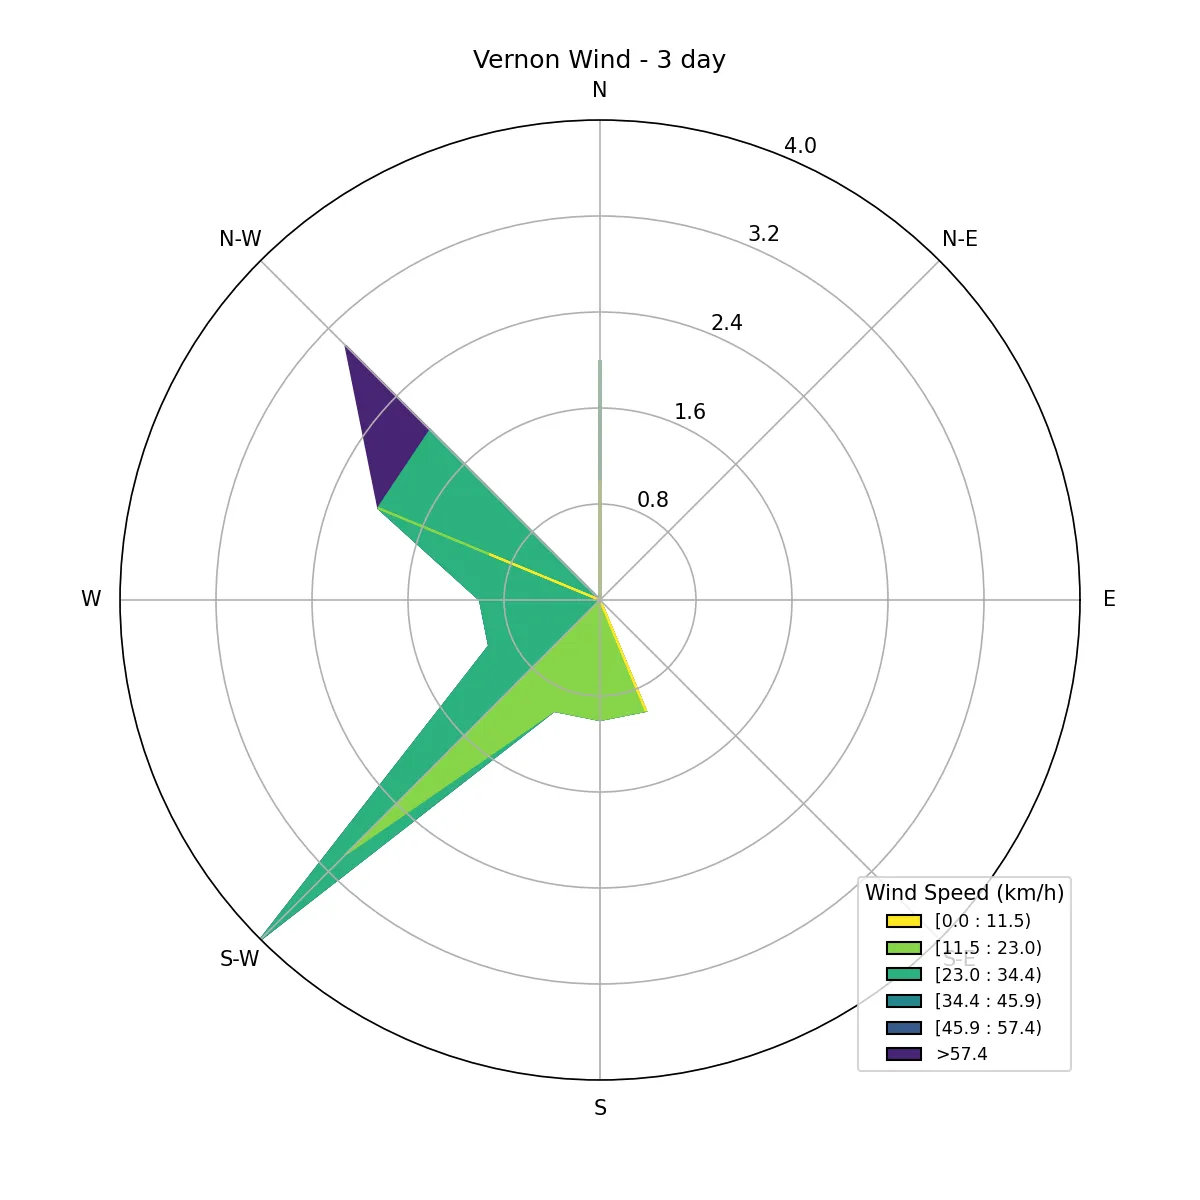 Vernon Wind - 3 day
N
4.0
N-W
N-E
3.2
2.4
1.6
0.8
W
E
Wind Speed (km/h)
[0.0 : 11.5)
[11.5 : 23.0)
S-W
S-E
[23.0 : 34.4)
[34.4 : 45.9)
[45.9 : 57.4)
>57.4
S